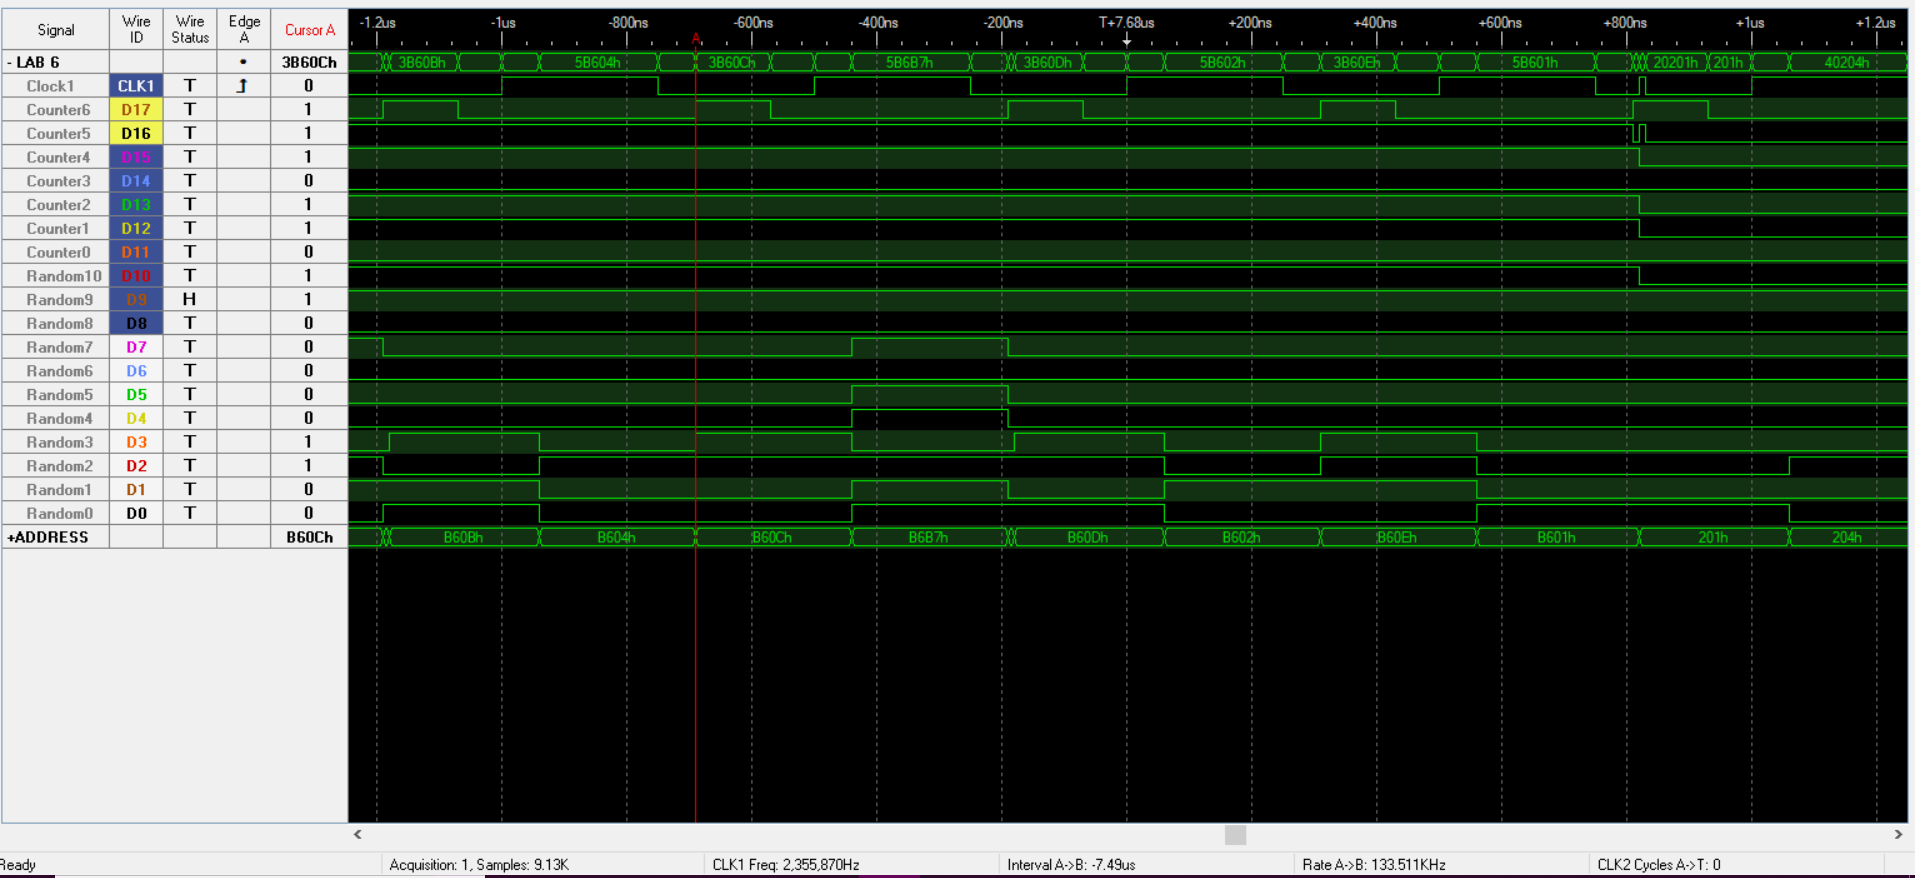 Signal Wire ID Wire Status Edge A Cursor A -1.2us -1us -800ns -600ns -400ns -200ns T+7.68us +200ns +400ns +600ns +800ns +1us +1.2us
A
- LAB 6 • 3B60Ch 3B60Bh 5B604h 3B60Ch 5B6B7h 3B60Dh 5B602h 3B60Eh 5B601h 20201h 201h 40204h
Clock1 CLK1 T 0
Counter6 D17 T 1
Counter5 D16 T 1
Counter4 D15 T 1
Counter3 D14 T 0
Counter2 D13 T 1
Counter1 D12 T 1
Counter0 D11 T 0
Random10 D10 T 1
Random9 D9 H 1
Random8 D8 T 0
Random7 D7 T 0
Random6 D6 T 0
Random5 D5 T 0
Random4 D4 T 0
Random3 D3 T 1
Random2 D2 T 1
Random1 D1 T 0
Random0 D0 T 0
+ADDRESS B60Ch B60Bh B604h B60Ch B6B7h B60Dh B602h B60Eh B601h 201h 204h
Ready Acquisition: 1, Samples: 9.13K CLK1 Freq: 2,355,870Hz Interval A->B: -7.49us Rate A->B: 133.511KHz CLK2 Cycles A->T: 0